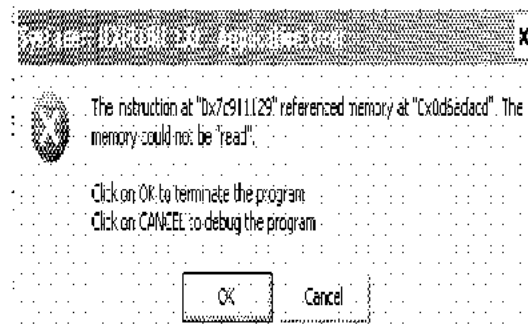 The instruction at "0x7c911129" referenced memory at "0x0d6adacd". The
memory could not be "read".
Click on OK to terminate the program
Click on CANCEL to debug the program
OK
Cancel